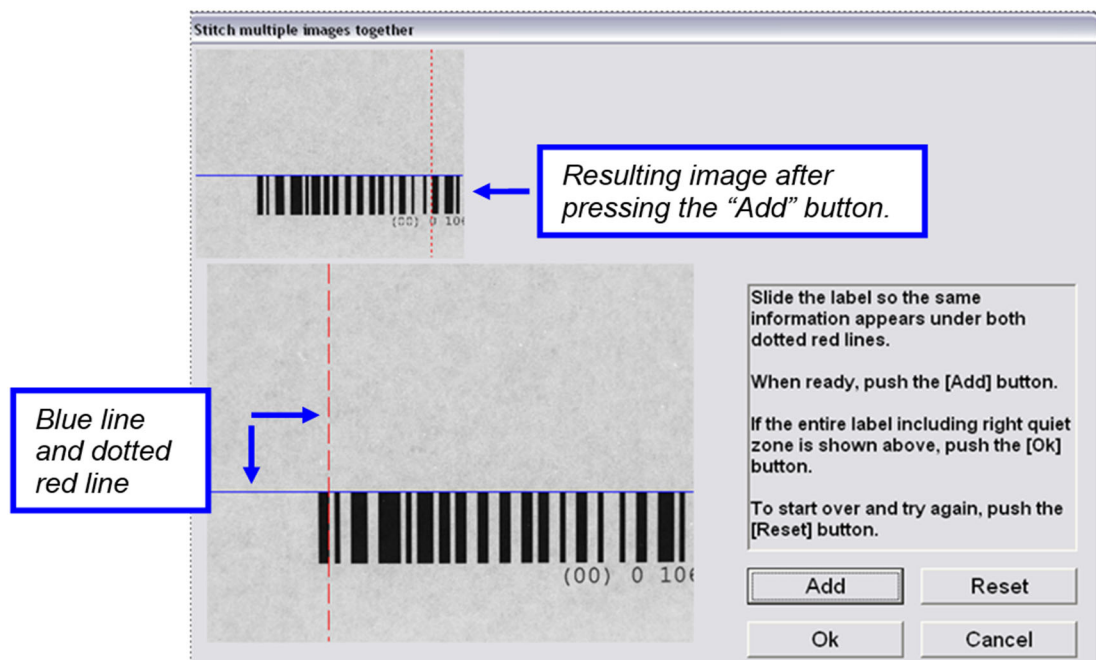 Stitch multiple images together
(00) 0 106
Resulting image after
pressing the “Add” button.
Blue line
and dotted
red line
(00) 0 106
Slide the label so the same
information appears under both
dotted red lines.
When ready, push the [Add] button.
If the entire label including right quiet
zone is shown above, push the [Ok]
button.
To start over and try again, push the
[Reset] button.
Add Reset
Ok Cancel